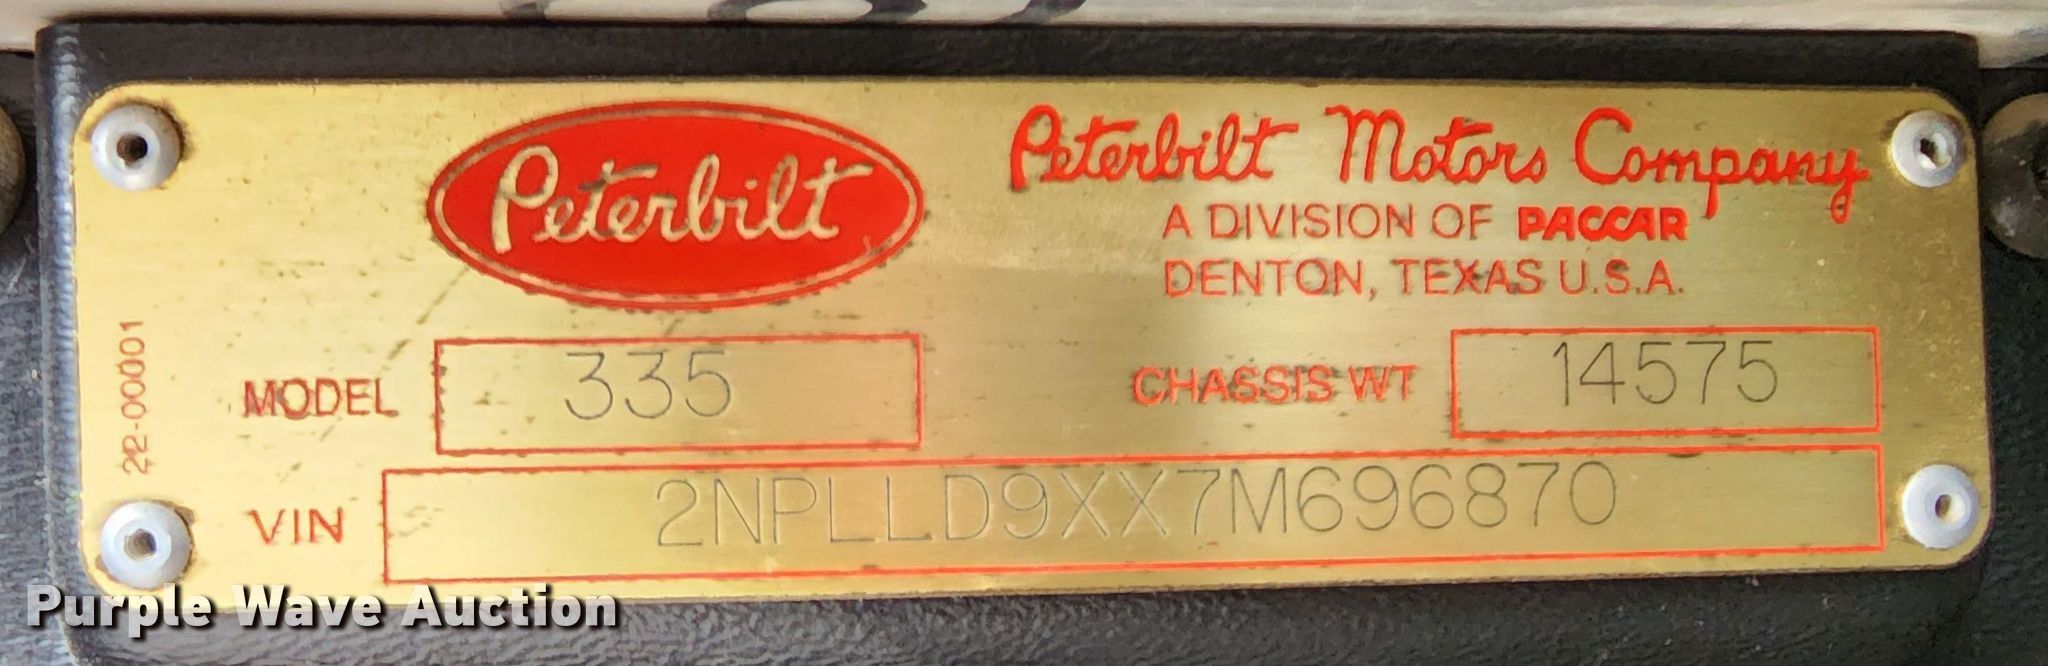 Peterbilt
Peterbilt Motors Company
A DIVISION OF PACCAR
DENTON, TEXAS U.S.A.
22-00001
MODEL 335
CHASSIS WT 14575
VIN 2NPLLD9XX7M696870
Purple Wave Auction